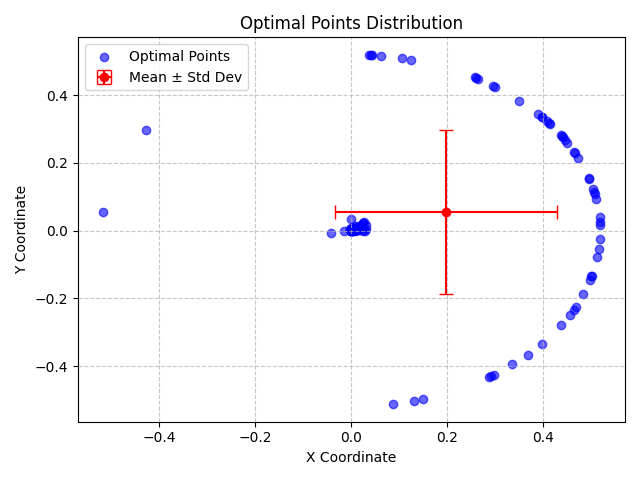 Optimal Points Distribution
Optimal Points
Mean ± Std Dev
Y Coordinate
0.4
0.2
0.0
−0.2
−0.4
−0.4
−0.2
0.0
0.2
0.4
X Coordinate